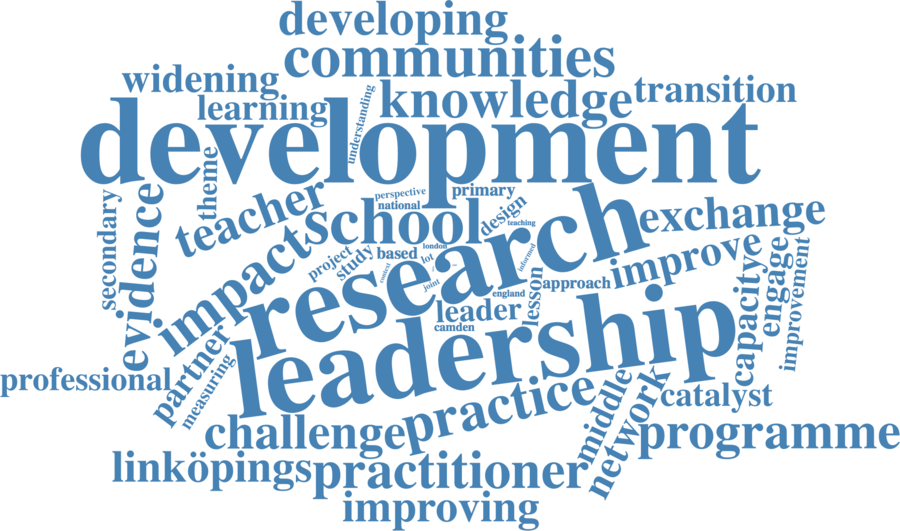 developing
communities
widening
learning
understanding
knowledge
transition
development
theme
secondary
evidence
teacher
perspective
national
primary
school
design
teaching
research
exchange
impact
project
study
based
london
lot
context
joint
informed
england
approach
lesson
improve
capacitye
engage
improvement
leader
camden
leadership
professional
partner
measuring
challenge
practice
middle
network
catalyst
programme
linköpings
practitioner
improving